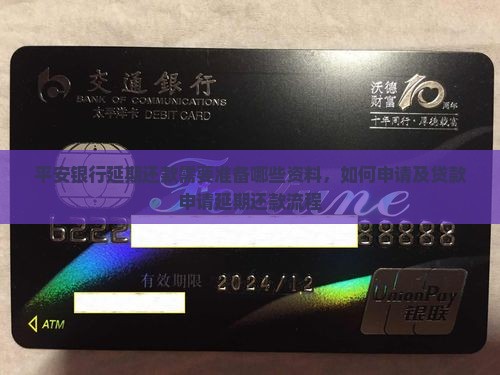 交通銀行
BANK OF COMMUNICATIONS
太平洋卡 DEBIT CARD
沃德
财富
10
周年
十年同行·厚德载富
平安银行延期还款需要准备哪些资料，如何申请及贷款
申请延期还款流程
Fortune
6222 88888
有效期限 2024/12
ATM
UnionPay
银联